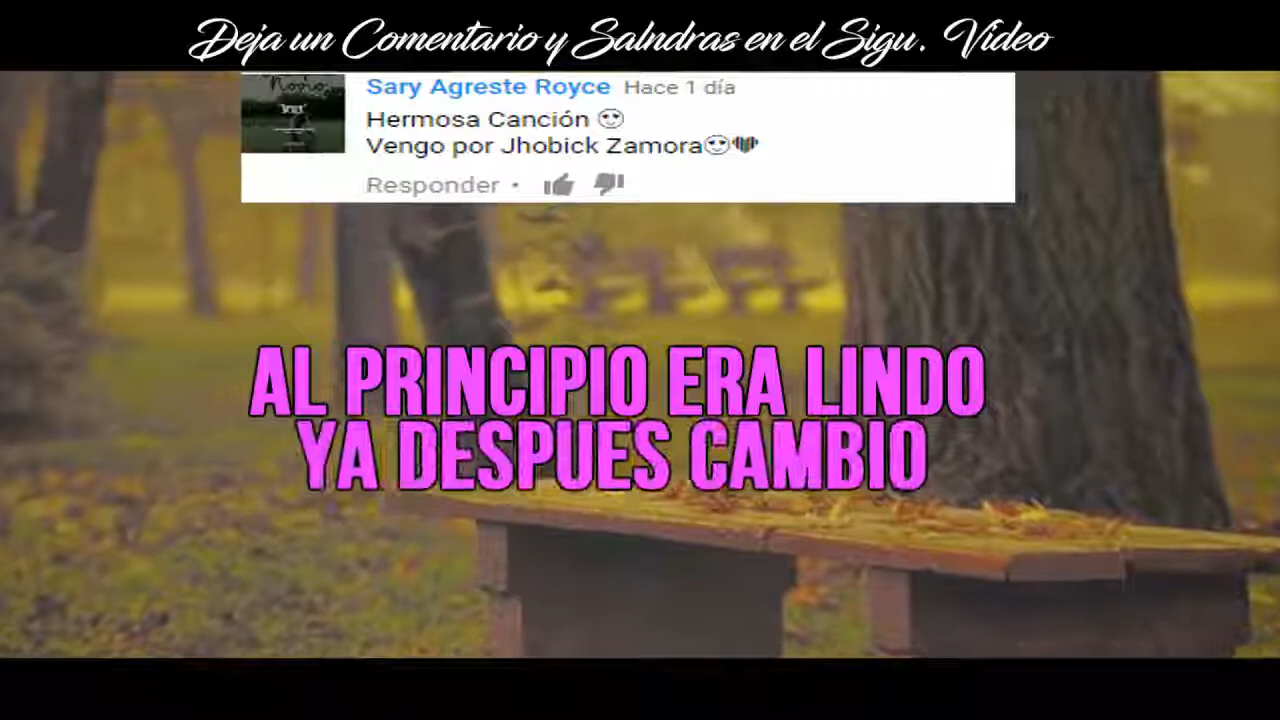 Deja un Comentario y Salndras en el Sigu. Video
Sary Agreste Royce Hace 1 día
Hermosa Canción
Vengo por Jhobick Zamora
Responder
AL PRINCIPIO ERA LINDO
YA DESPUES CAMBIO